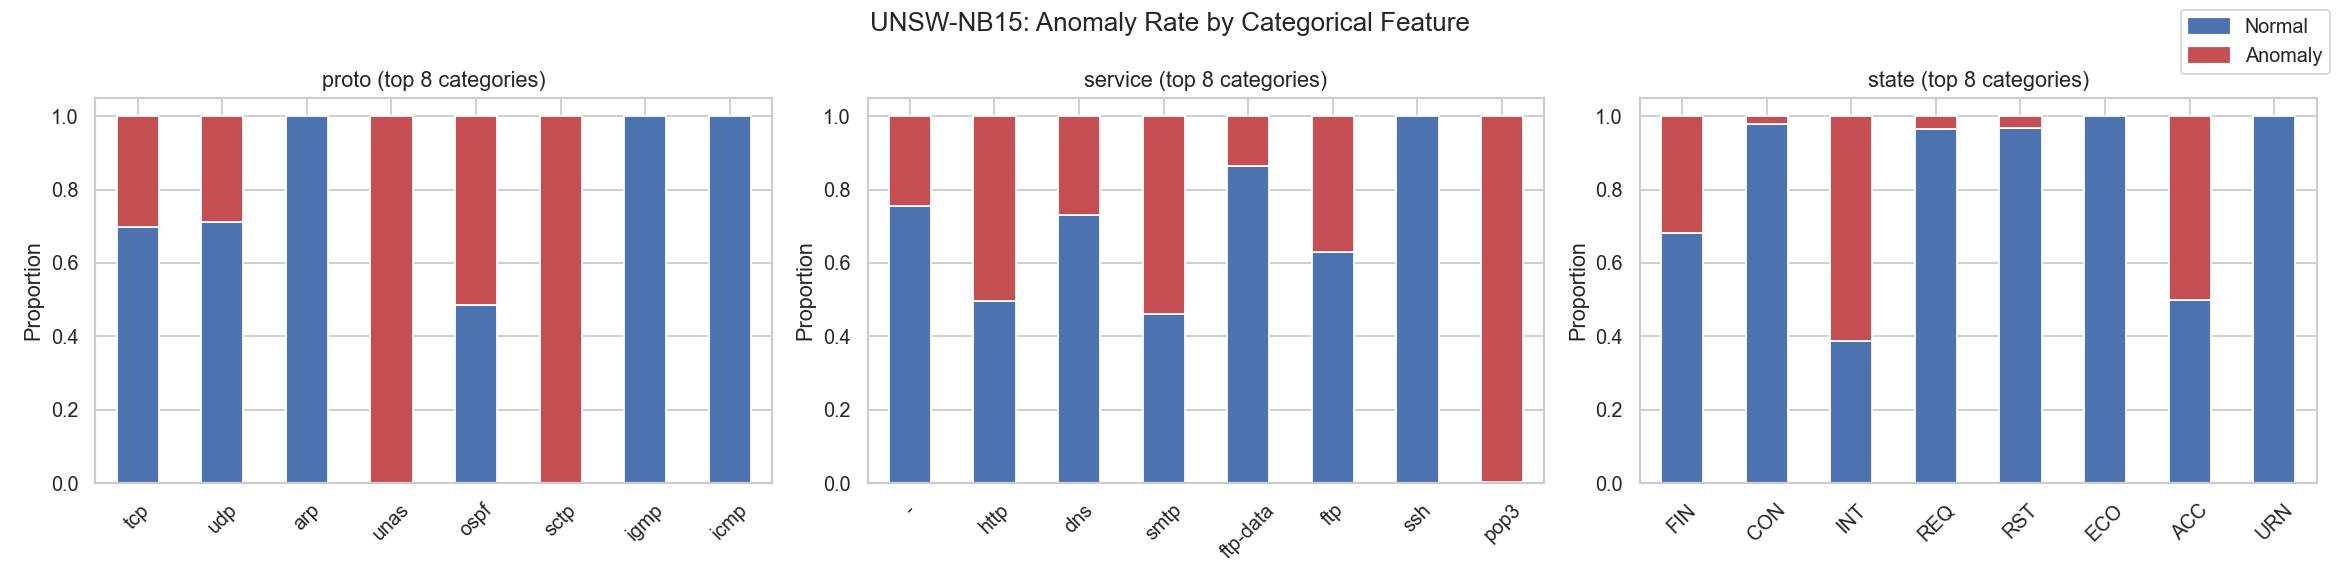 UNSW-NB15: Anomaly Rate by Categorical Feature
Normal
Anomaly
proto (top 8 categories)
Proportion
1.0
0.8
0.6
0.4
0.2
0.0
tcp
udp
arp
unas
ospf
sctp
igmp
icmp
service (top 8 categories)
Proportion
1.0
0.8
0.6
0.4
0.2
0.0
-
http
dns
smtp
ftp-data
ftp
ssh
pop3
state (top 8 categories)
Proportion
1.0
0.8
0.6
0.4
0.2
0.0
FIN
CON
INT
REQ
RST
ECO
ACC
URN